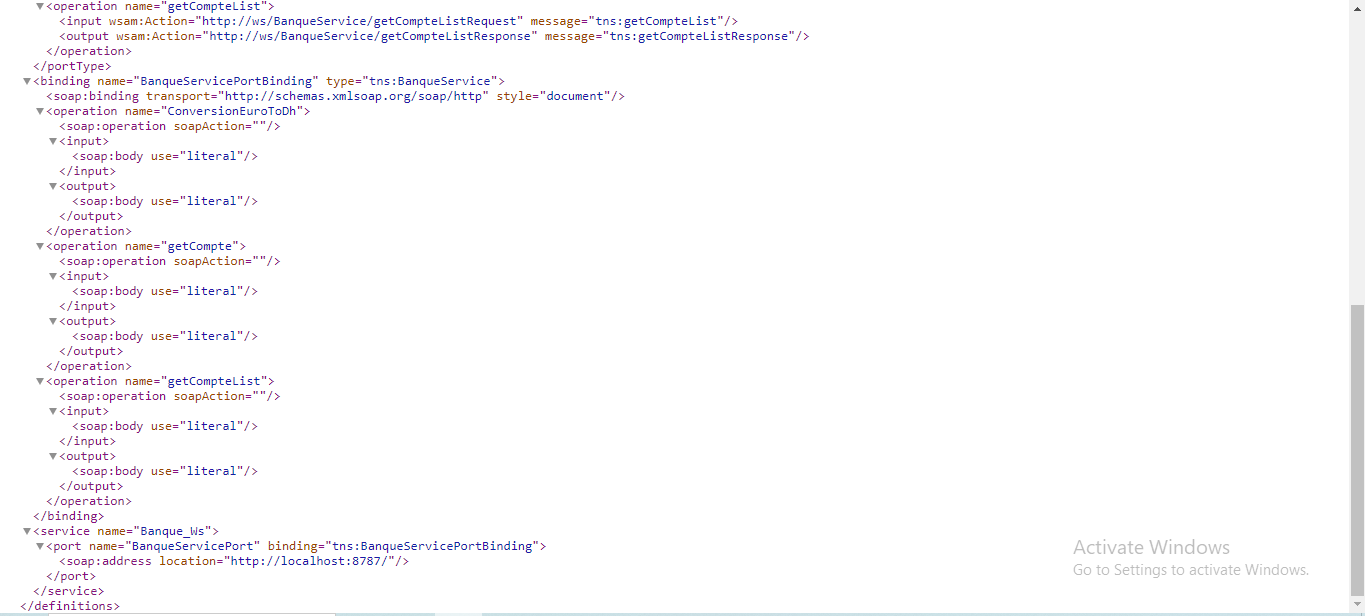 ▼<operation name="getCompteList">
<input wsam:Action="http://ws/BanqueService/getCompteListRequest" message="tns:getCompteList"/>
<output wsam:Action="http://ws/BanqueService/getCompteListResponse" message="tns:getCompteListResponse"/>
</operation>
</portType>
▼<binding name="BanqueServicePortBinding" type="tns:BanqueService">
<soap:binding transport="http://schemas.xmlsoap.org/soap/http" style="document"/>
▼<operation name="ConversionEuroToDh">
<soap:operation soapAction=""/>
▼<input>
<soap:body use="literal"/>
</input>
▼<output>
<soap:body use="literal"/>
</output>
</operation>
▼<operation name="getCompte">
<soap:operation soapAction=""/>
▼<input>
<soap:body use="literal"/>
</input>
▼<output>
<soap:body use="literal"/>
</output>
</operation>
▼<operation name="getCompteList">
<soap:operation soapAction=""/>
▼<input>
<soap:body use="literal"/>
</input>
▼<output>
<soap:body use="literal"/>
</output>
</operation>
</binding>
▼<service name="Banque_Ws">
▼<port name="BanqueServicePort" binding="tns:BanqueServicePortBinding">
<soap:address location="http://localhost:8787/"/>
</port>
</service>
</definitions>
Activate Windows
Go to Settings to activate Windows.